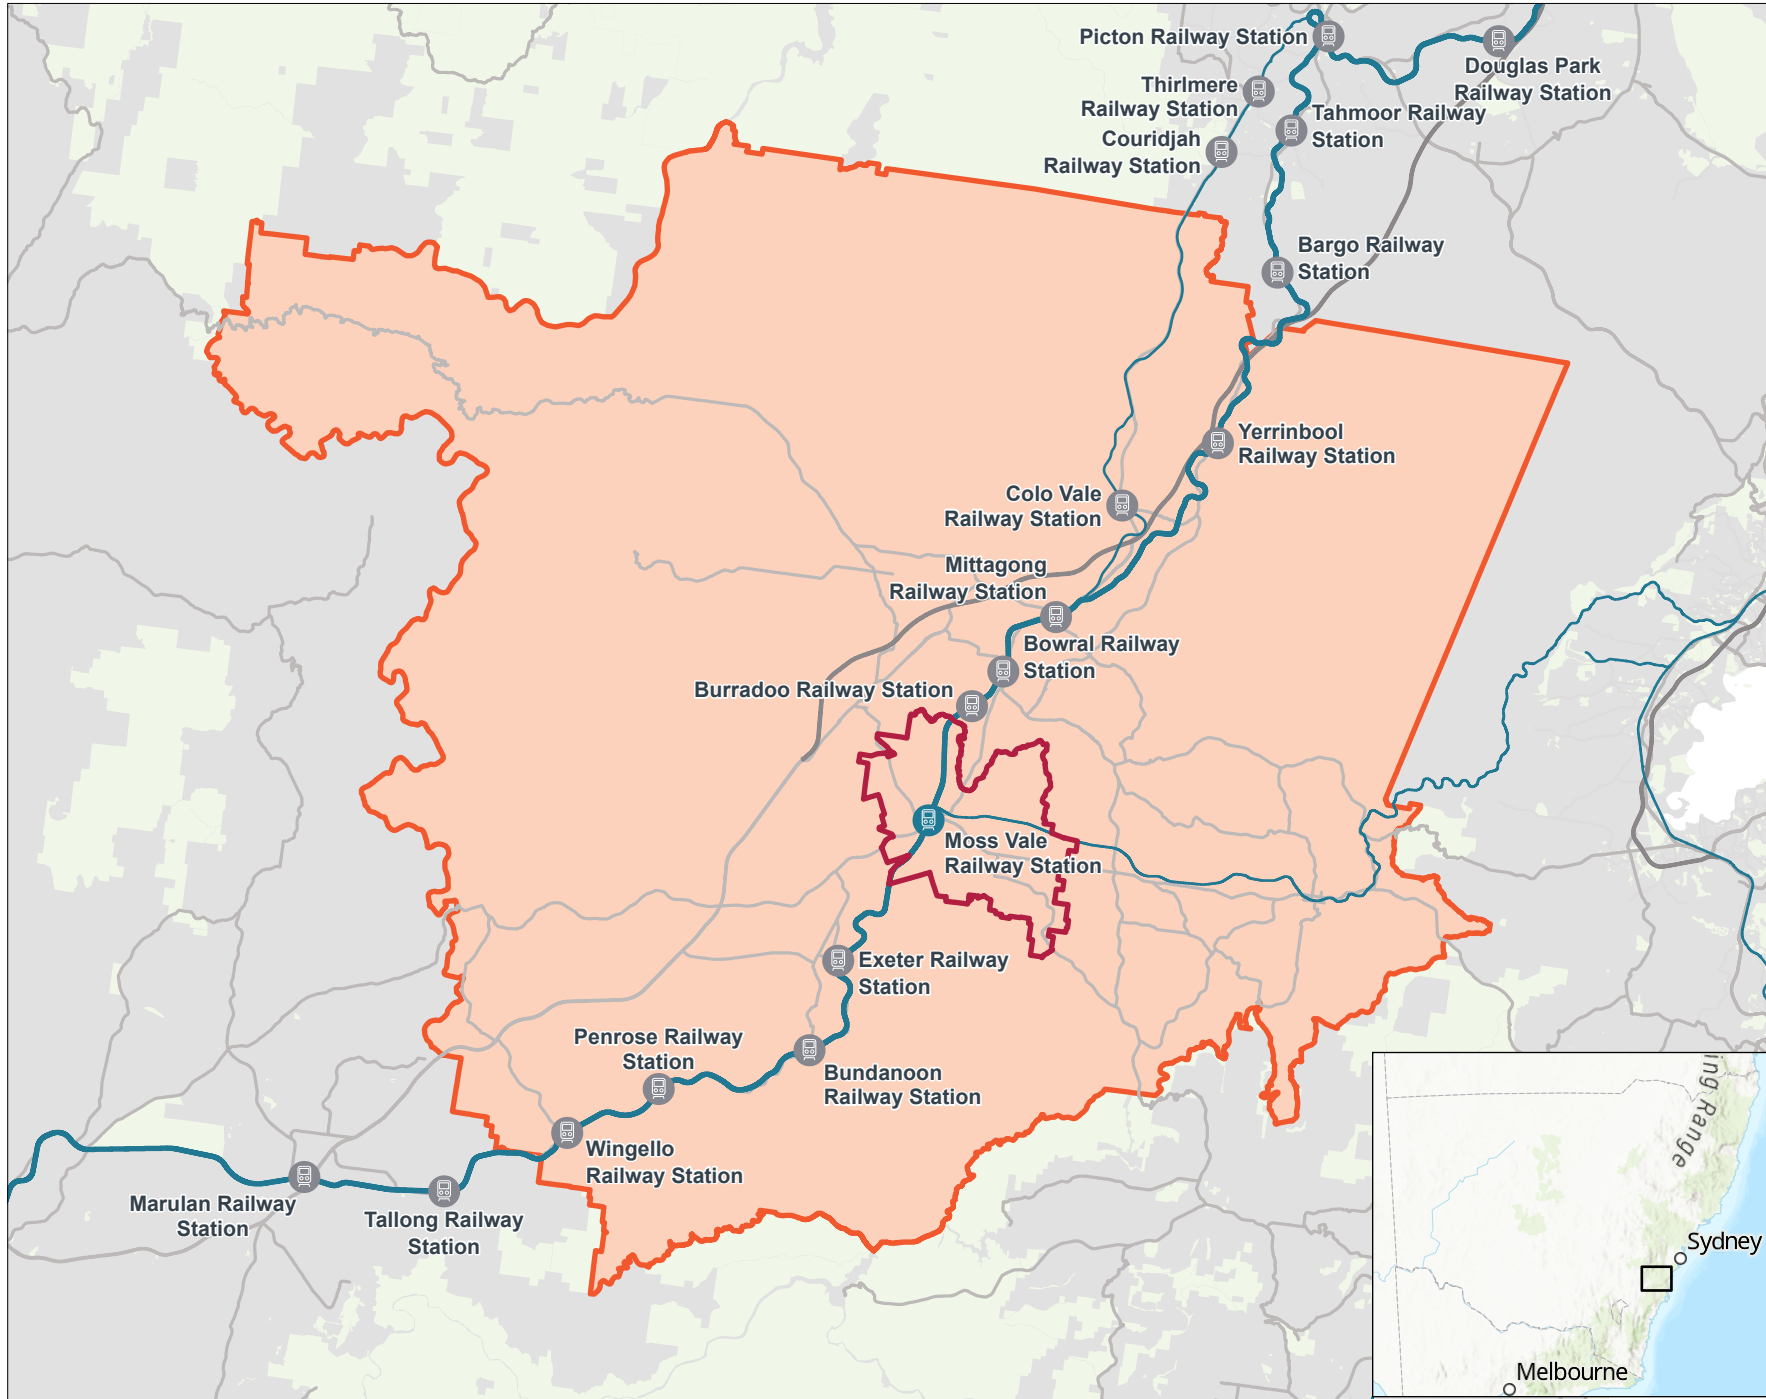 Picton Railway Station
Douglas Park
Railway Station
Thirlmere
Railway Station
Tahmoor Railway
Station
Couridjah
Railway Station
Bargo Railway
Station
Yerrinbool
Railway Station
Colo Vale
Railway Station
Mittagong
Railway Station
Bowral Railway
Station
Burradoo Railway Station
Moss Vale
Railway Station
Exeter Railway
Station
Penrose Railway
Station
Bundanoon
Railway Station
Wingello
Railway Station
Marulan Railway
Station
Tallong Railway
Station
ing Range
Sydney
Melbourne